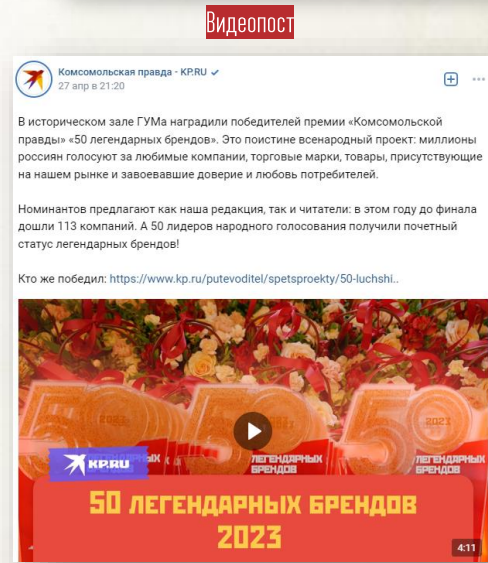 Видеопост
Комсомольская правда - KP.RU
27 апр в 21:20
В историческом зале ГУМа наградили победителей премии «Комсомольской
правды» «50 легендарных брендов». Это поистине всенародный проект: миллионы
россиян голосуют за любимые компании, торговые марки, товары, присутствующие
на нашем рынке и завоевавшие доверие и любовь потребителей.
Номинантов предлагают как наша редакция, так и читатели: в этом году до финала
дошли 113 компаний. А 50 лидеров народного голосования получили почетный
статус легендарных брендов!
Кто же победил: https://www.kp.ru/putevoditel/spetsproekty/50-luchshi..
2023
2023
50 50 50
ЛЕГЕНДАРНЫХ
БРЕНДОВ
ЛЕГЕНДАРНЫХ
БРЕНДОВ
KP.RU
50 ЛЕГЕНДАРНЫХ БРЕНДОВ
2023
4:11